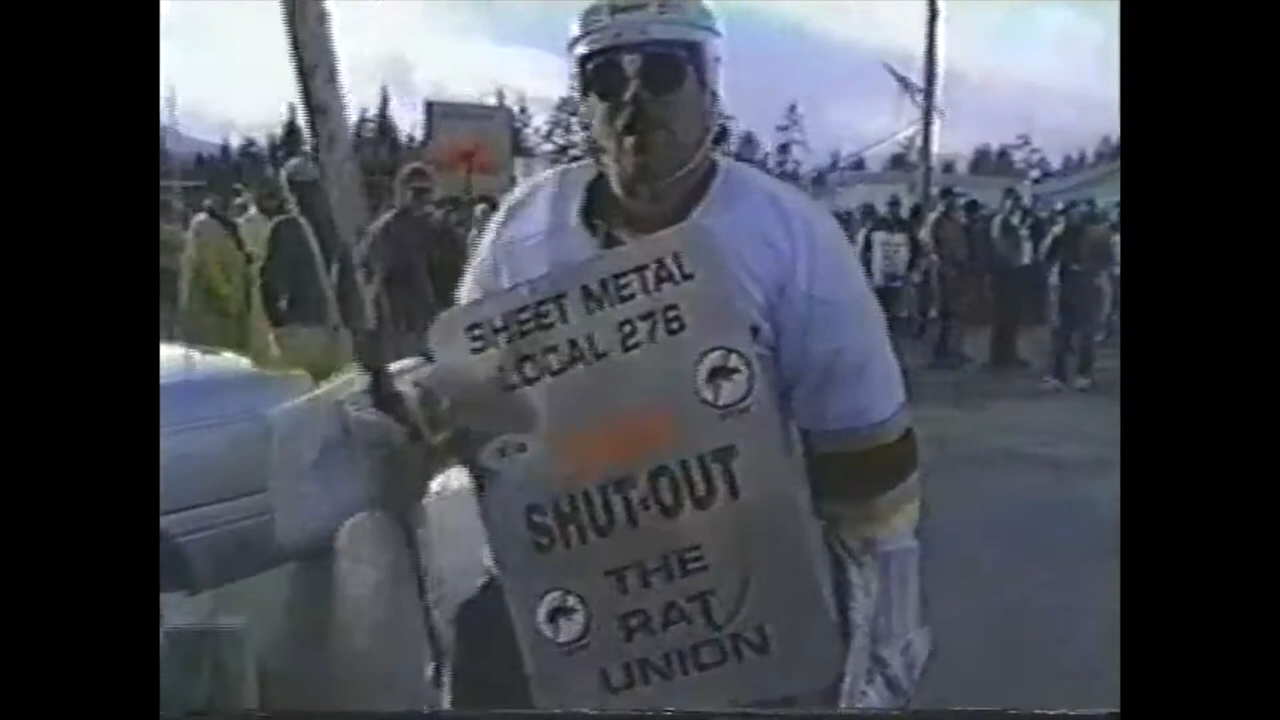 SHEET METAL
LOCAL 276
SHUT-OUT
THE
RAT
UNION